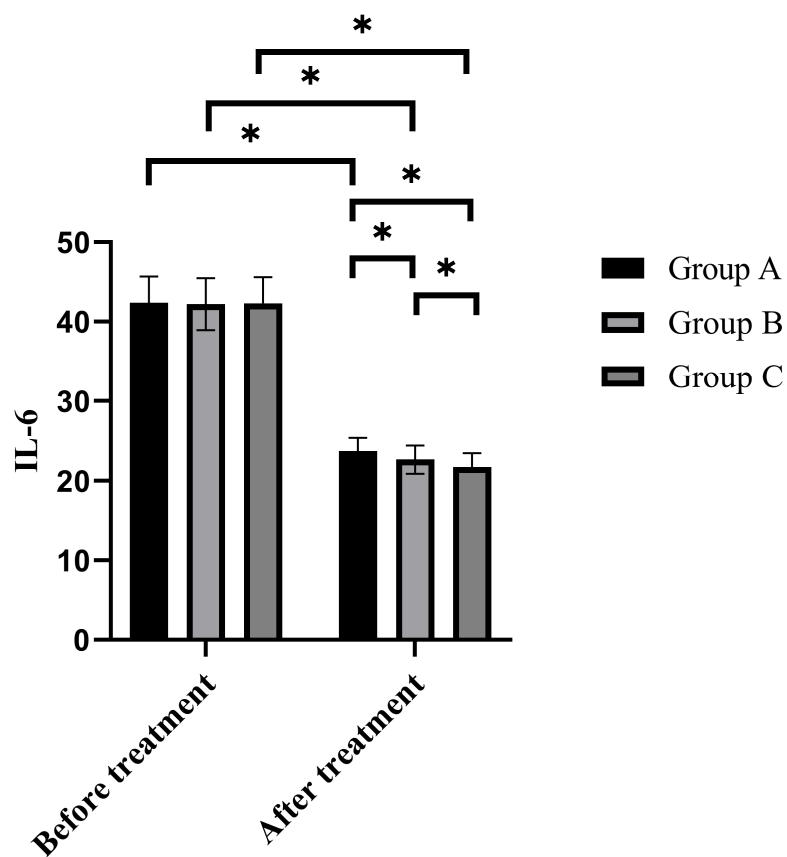 *
*
*
*
*
*
50
40
30
20
10
0
IL-6
Before treatment
After treatment
Group A
Group B
Group C